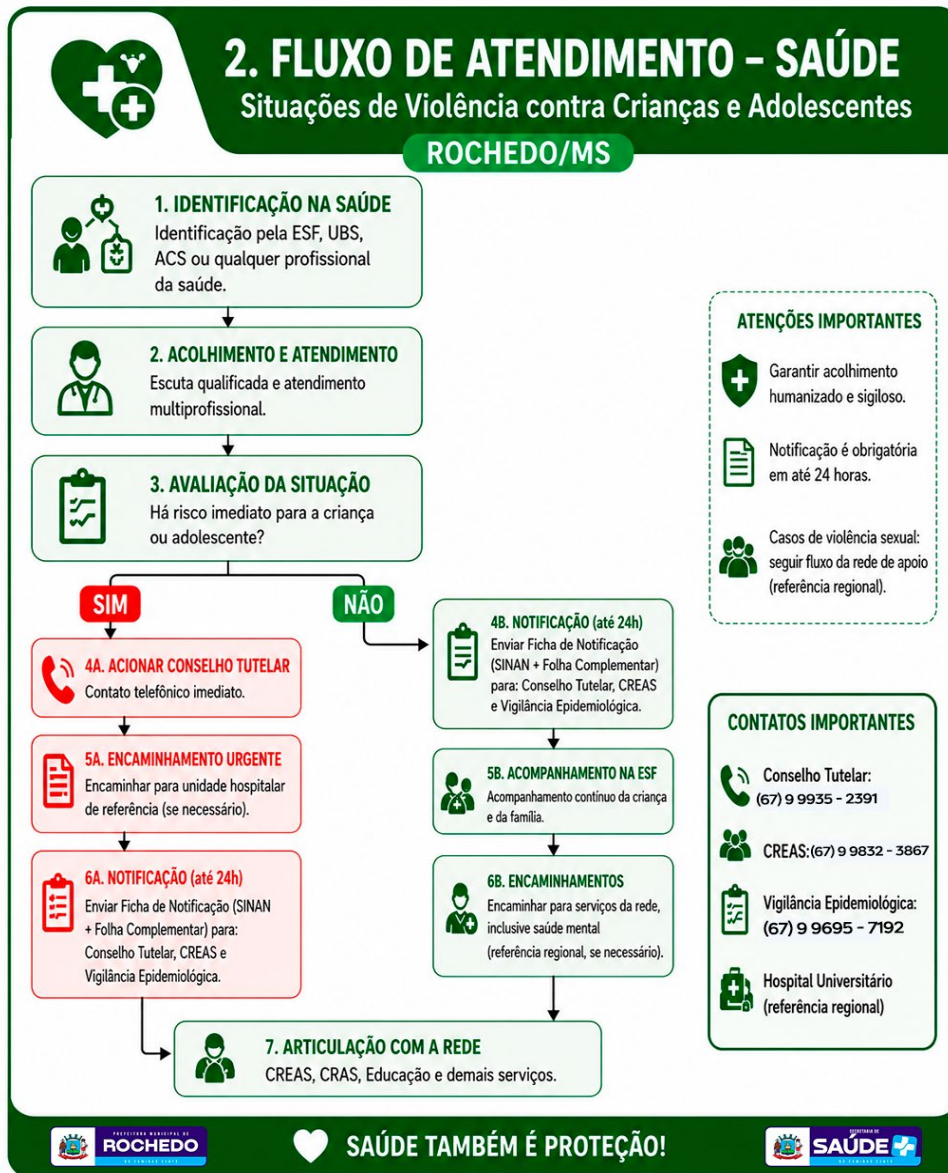 2. FLUXO DE ATENDIMENTO – SAÚDE
Situações de Violência contra Crianças e Adolescentes
ROCHEDO/MS
1. IDENTIFICAÇÃO NA SAÚDE
Identificação pela ESF, UBS,
ACS ou qualquer profissional
da saúde.
2. ACOLHIMENTO E ATENDIMENTO
Escuta qualificada e atendimento
multiprofissional.
3. AVALIAÇÃO DA SITUAÇÃO
Há risco imediato para a criança
ou adolescente?
SIM
NÃO
4A. ACIONAR CONSELHO TUTELAR
Contato telefônico imediato.
5A. ENCAMINHAMENTO URGENTE
Encaminhar para unidade hospitalar
de referência (se necessário).
6A. NOTIFICAÇÃO (até 24h)
Enviar Ficha de Notificação (SINAN
+ Folha Complementar) para:
Conselho Tutelar, CREAS e
Vigilância Epidemiológica.
4B. NOTIFICAÇÃO (até 24h)
Enviar Ficha de Notificação
(SINAN + Folha Complementar)
para: Conselho Tutelar, CREAS
e Vigilância Epidemiológica.
5B. ACOMPANHAMENTO NA ESF
Acompanhamento contínuo da criança
e da família.
6B. ENCAMINHAMENTOS
Encaminhar para serviços da rede,
inclusive saúde mental
(referência regional, se necessário).
7. ARTICULAÇÃO COM A REDE
CREAS, CRAS, Educação e demais serviços.
ATENÇÕES IMPORTANTES
Garantir acolhimento
humanizado e sigiloso.
Notificação é obrigatória
em até 24 horas.
Casos de violência sexual:
seguir fluxo da rede de apoio
(referência regional).
CONTATOS IMPORTANTES
Conselho Tutelar:
(67) 9 9935 - 2391
CREAS:(67) 9 9832 - 3867
Vigilância Epidemiológica:
(67) 9 9695 - 7192
Hospital Universitário
(referência regional)
PREFEITURA MUNICIPAL DE
ROCHEDO
SAÚDE TAMBÉM É PROTEÇÃO!
SECRETARIA DE
SAÚDE